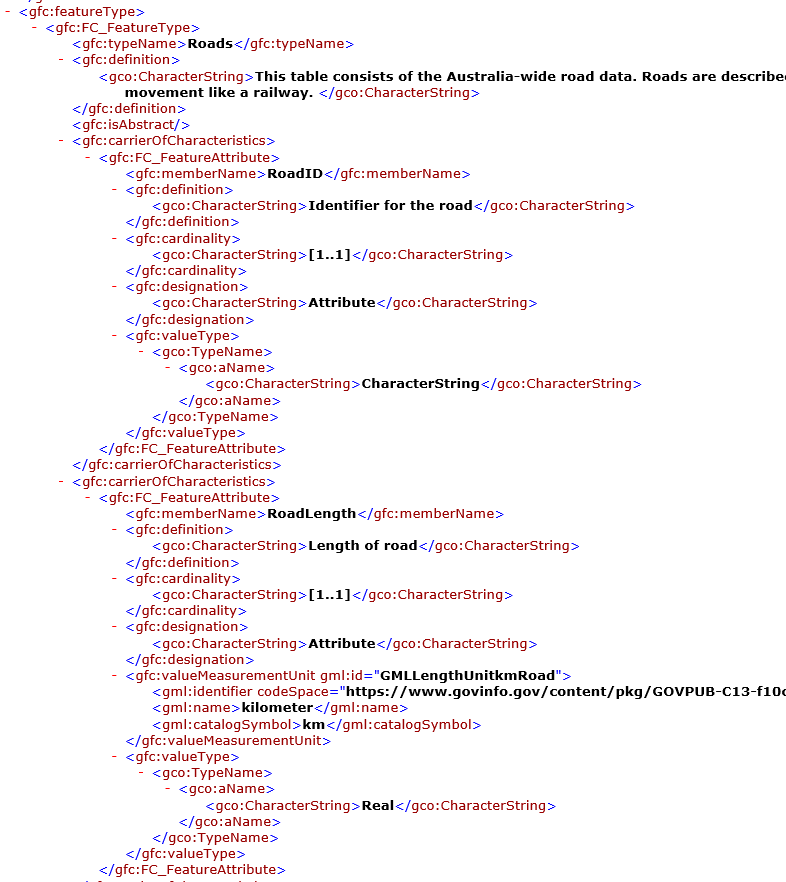 - <gfc:featureType>
- <gfc:FC_FeatureType>
<gfc:typeName>Roads</gfc:typeName>
- <gfc:definition>
<gco:CharacterString>This table consists of the Australia-wide road data. Roads are described
movement like a railway. </gco:CharacterString>
</gfc:definition>
<gfc:isAbstract/>
- <gfc:carrierOfCharacteristics>
- <gfc:FC_FeatureAttribute>
<gfc:memberName>RoadID</gfc:memberName>
- <gfc:definition>
<gco:CharacterString>Identifier for the road</gco:CharacterString>
</gfc:definition>
- <gfc:cardinality>
<gco:CharacterString>[1..1]</gco:CharacterString>
</gfc:cardinality>
- <gfc:designation>
<gco:CharacterString>Attribute</gco:CharacterString>
</gfc:designation>
- <gfc:valueType>
- <gco:TypeName>
- <gco:aName>
<gco:CharacterString>CharacterString</gco:CharacterString>
</gco:aName>
</gco:TypeName>
</gfc:valueType>
</gfc:FC_FeatureAttribute>
</gfc:carrierOfCharacteristics>
- <gfc:carrierOfCharacteristics>
- <gfc:FC_FeatureAttribute>
<gfc:memberName>RoadLength</gfc:memberName>
- <gfc:definition>
<gco:CharacterString>Length of road</gco:CharacterString>
</gfc:definition>
- <gfc:cardinality>
<gco:CharacterString>[1..1]</gco:CharacterString>
</gfc:cardinality>
- <gfc:designation>
<gco:CharacterString>Attribute</gco:CharacterString>
</gfc:designation>
- <gfc:valueMeasurementUnit gml:id="GMLLengthUnitkmRoad">
<gml:identifier codeSpace="https://www.govinfo.gov/content/pkg/GOVPUB-C13-f10
<gml:name>kilometer</gml:name>
<gml:catalogSymbol>km</gml:catalogSymbol>
</gfc:valueMeasurementUnit>
- <gfc:valueType>
- <gco:TypeName>
- <gco:aName>
<gco:CharacterString>Real</gco:CharacterString>
</gco:aName>
</gco:TypeName>
</gfc:valueType>
</gfc:FC_FeatureAttribute>